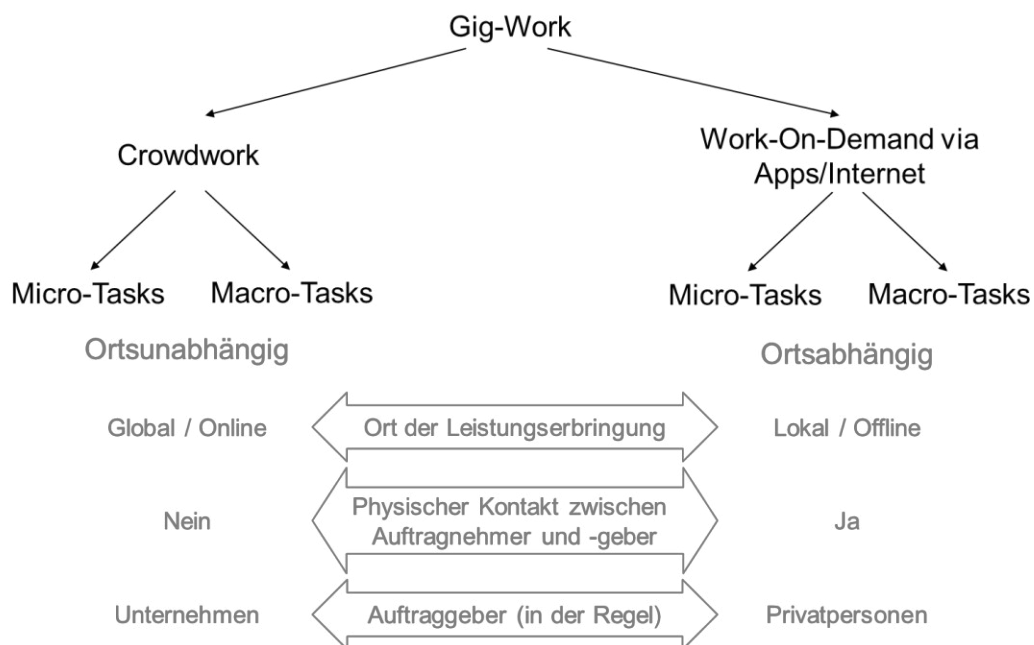 Gig-Work
Crowdwork
Work-On-Demand via
Apps/Internet
Micro-Tasks
Macro-Tasks
Micro-Tasks
Macro-Tasks
Ortsunabhängig
Ortsabhängig
Global / Online
Ort der Leistungserbringung
Lokal / Offline
Nein
Physischer Kontakt zwischen
Auftragnehmer und -geber
Ja
Unternehmen
Auftraggeber (in der Regel)
Privatpersonen